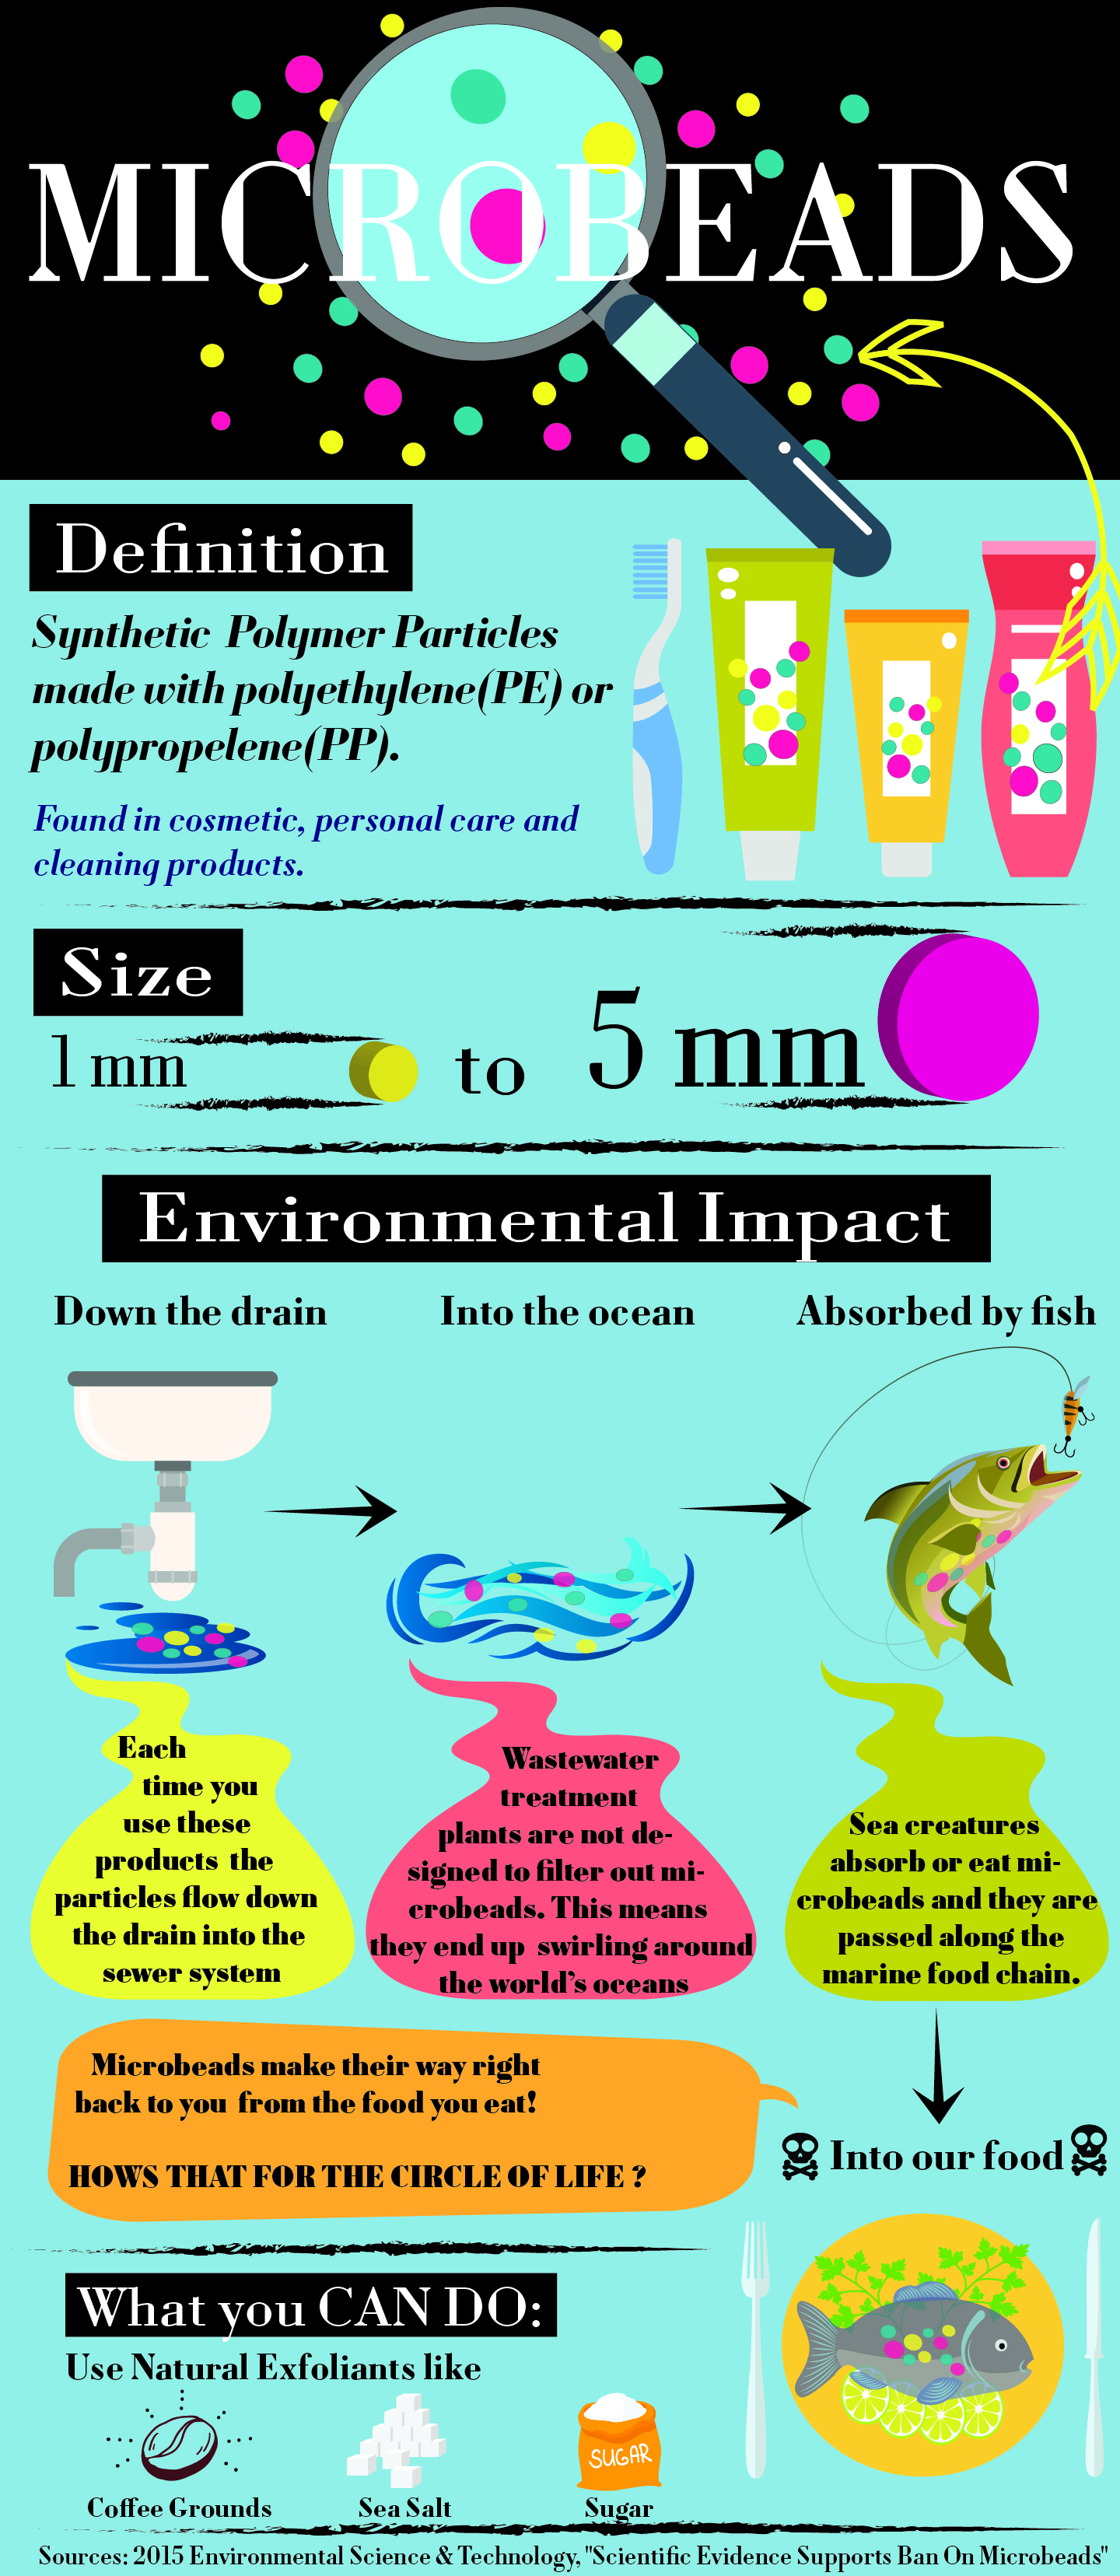 MICROBEADS
Definition
Synthetic Polymer Particles
made with polyethylene(PE) or
polypropelene(PP).
Found in cosmetic, personal care and
cleaning products.
Size
1 mm to 5 mm
Environmental Impact
Down the drain
Into the ocean
Absorbed by fish
Each
time you
use these
products the
particles flow down
the drain into the
sewer system
Wastewater
treatment
plants are not de-
signed to filter out mi-
crobeads. This means
they end up swirling around
the world's oceans
Sea creatures
absorb or eat mi-
crobeads and they are
passed along the
marine food chain.
Microbeads make their way right
back to you from the food you eat!
HOWS THAT FOR THE CIRCLE OF LIFE ?
Into our food
What you CAN DO:
Use Natural Exfoliants like
SUGAR
Coffee Grounds
Sea Salt
Sugar
Sources: 2015 Environmental Science & Technology, "Scientific Evidence Supports Ban On Microbeads"